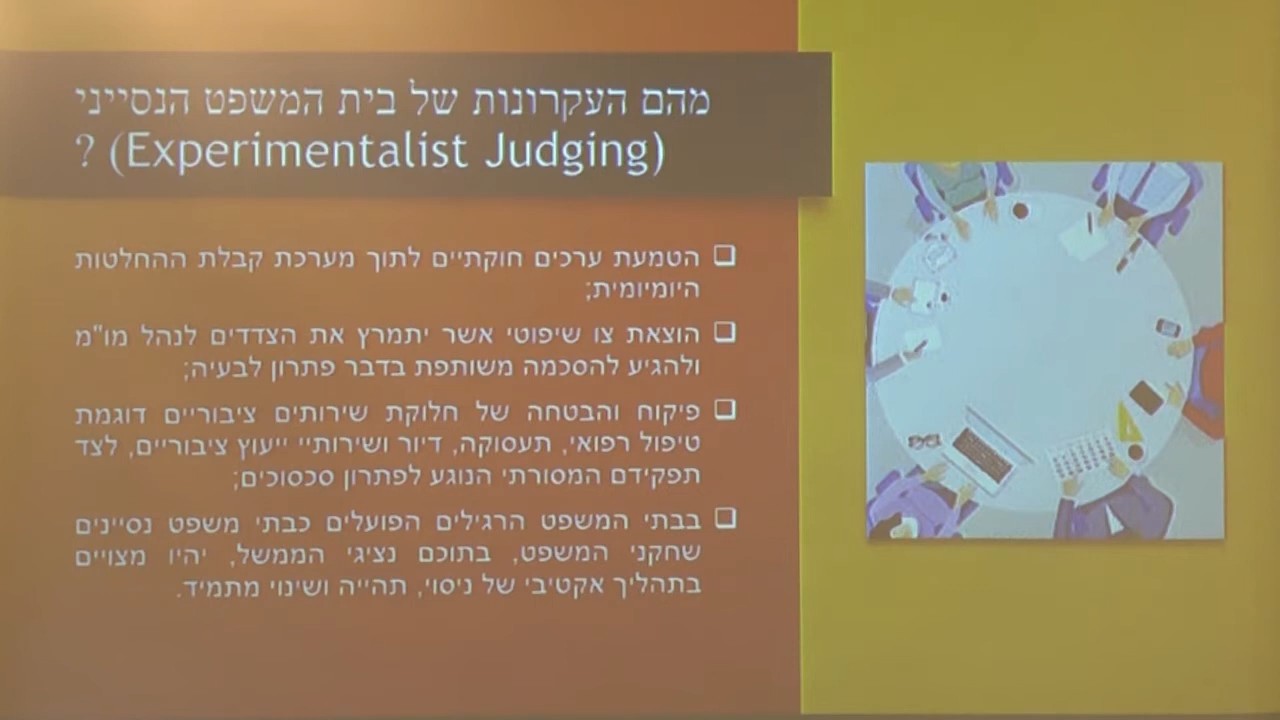 מהם העקרונות של בית המשפט הנסייני
(Experimentalist Judging) ?
הטמעת ערכים חוקתיים לתוך מערכת קבלת ההחלטות
היומיומית;
הוצאת צו שיפוטי אשר יתמרץ את הצדדים לנהל מו"מ
ולהגיע להסכמה משותפת בדבר פתרון לבעיה;
פיקוח והבטחה של חלוקת שירותים ציבוריים דוגמת
טיפול רפואי, תעסוקה, דיור ושירותיי ייעוץ ציבוריים, לצד
תפקידם המסורתי הנוגע לפתרון סכסוכים;
בבתי המשפט הרגילים הפועלים כבתי משפט נסיינים
שחקני המשפט, בתוכם נציגי הממשל, יהיו מצויים
בתהליך אקטיבי של ניסוי, תהייה ושינוי מתמיד.